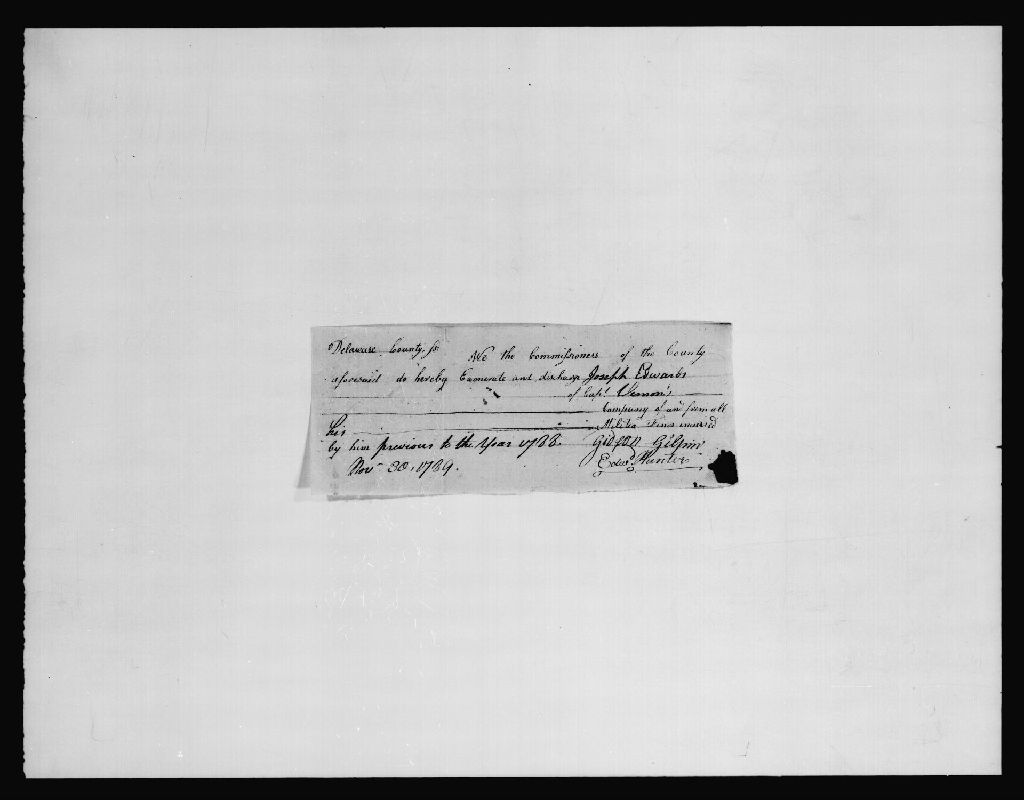 Delaware County ss We the Commissioners of the County
aforesaid do hereby Exonerate and discharge Joseph Edwards
of Capt. Vernon's
Company of and from all
his Militia Fines incurred
by him previous to the Year 1788
Gideon Gilpin
Nov 30, 1789.
Edwd. Hunter